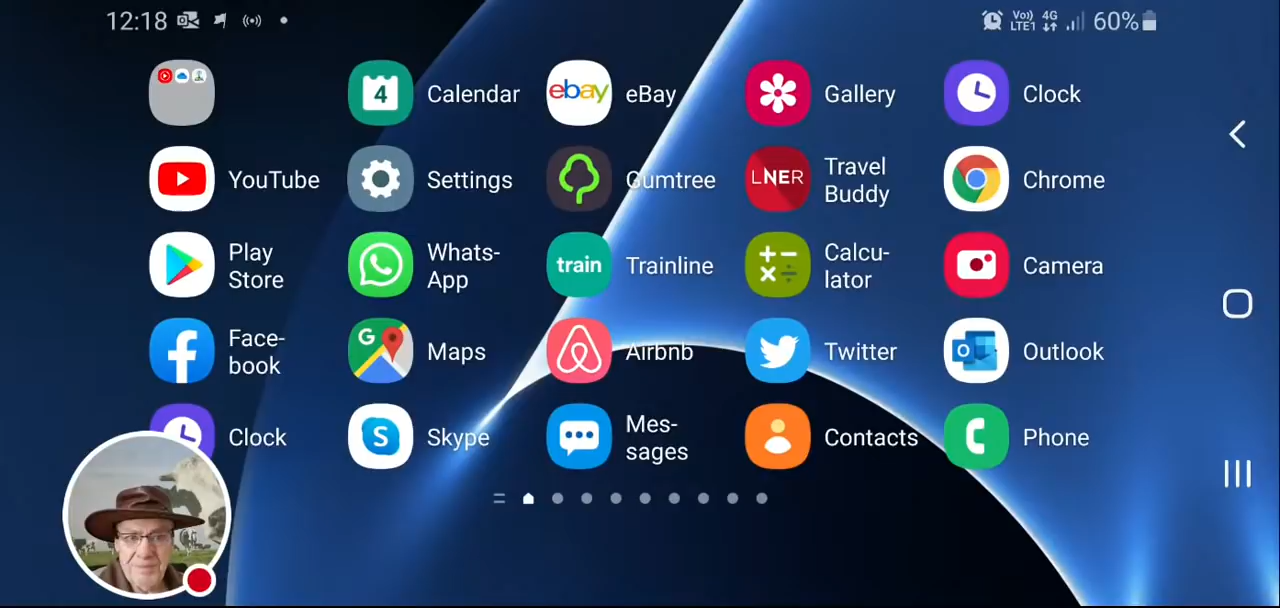 12:18 Vo) LTE1 4G 60%
4 Calendar ebay eBay Gallery Clock
YouTube Settings Gumtree LNER Travel Buddy Chrome
Play Store Whats-App train Trainline Calcu-lator Camera
Face-book G Maps Airbnb Twitter O Outlook
Clock S Skype Mes-sages Contacts Phone